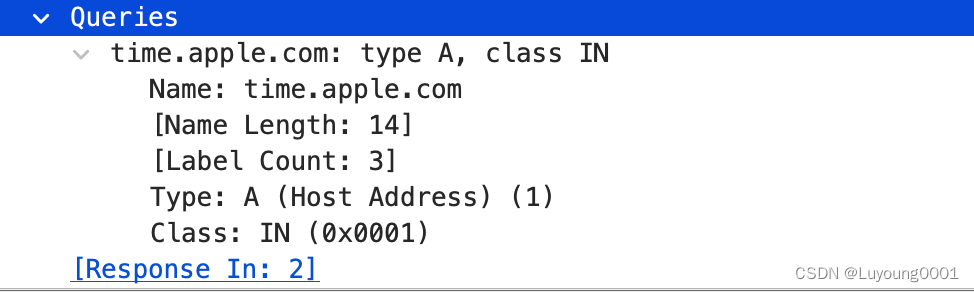 Queries
time.apple.com: type A, class IN
Name: time.apple.com
[Name Length: 14]
[Label Count: 3]
Type: A (Host Address) (1)
Class: IN (0x0001)
[Response In: 2]
CSDN @Luyoung0001